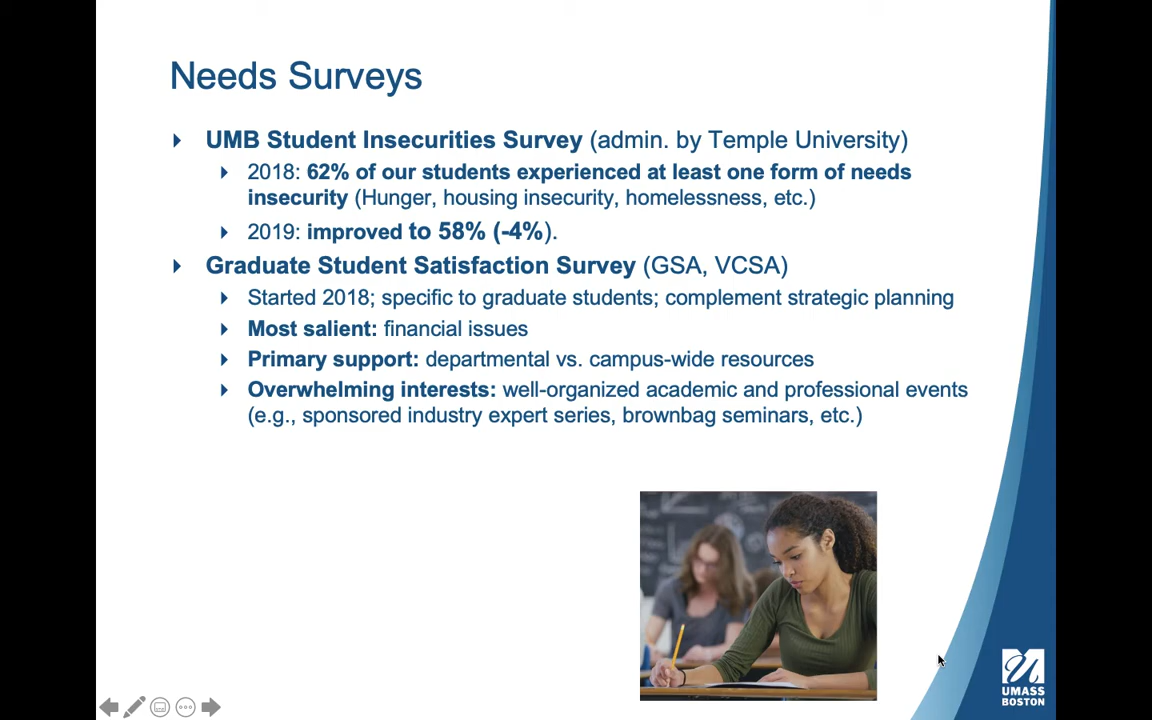 Needs Surveys
UMB Student Insecurities Survey (admin. by Temple University)
2018: 62% of our students experienced at least one form of needs
insecurity (Hunger, housing insecurity, homelessness, etc.)
2019: improved to 58% (-4%).
Graduate Student Satisfaction Survey (GSA, VCSA)
Started 2018; specific to graduate students; complement strategic planning
Most salient: financial issues
Primary support: departmental vs. campus-wide resources
Overwhelming interests: well-organized academic and professional events
(e.g., sponsored industry expert series, brownbag seminars, etc.)
UMASS
BOSTON